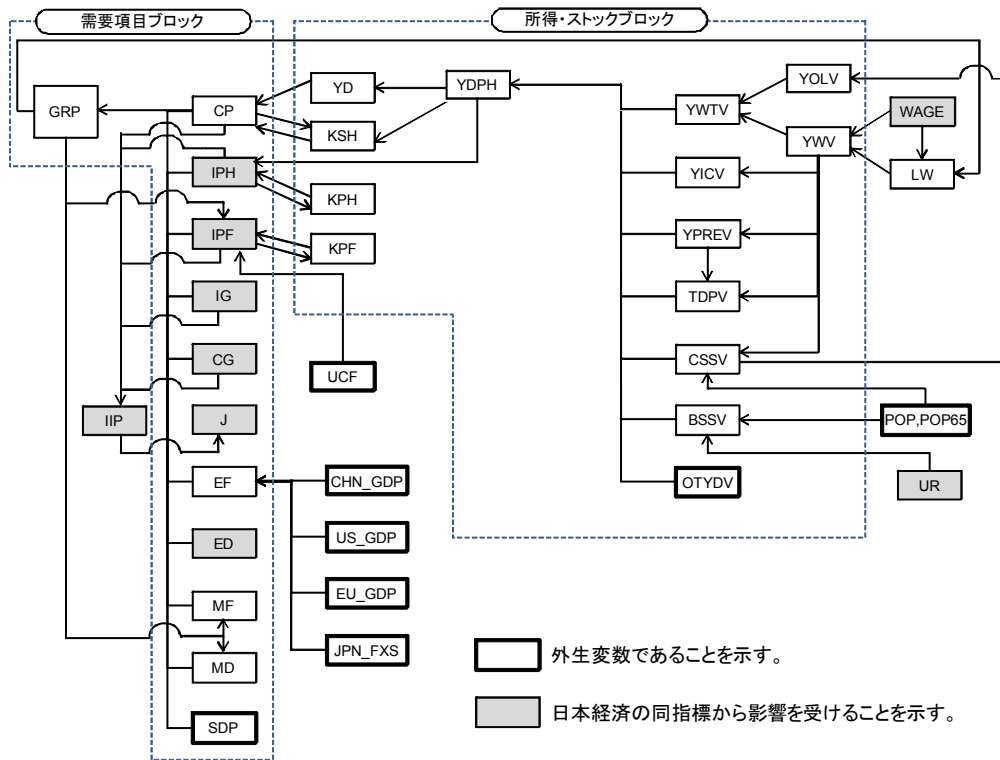 需要項目ブロック
所得・ストックブロック
GRP
CP
IPH
IPF
IG
CG
IIP
J
EF
ED
MF
MD
SDP
YD
KSH
KPH
KPF
UCF
CHN_GDP
US_GDP
EU_GDP
JPN_FXS
YDPH
YWTV
YICV
YPREV
TDPV
CSSV
BSSV
OTYDV
YOLV
YWV
WAGE
LW
POP,POP65
UR
外生変数であることを示す。
日本経済の同指標から影響を受けることを示す。